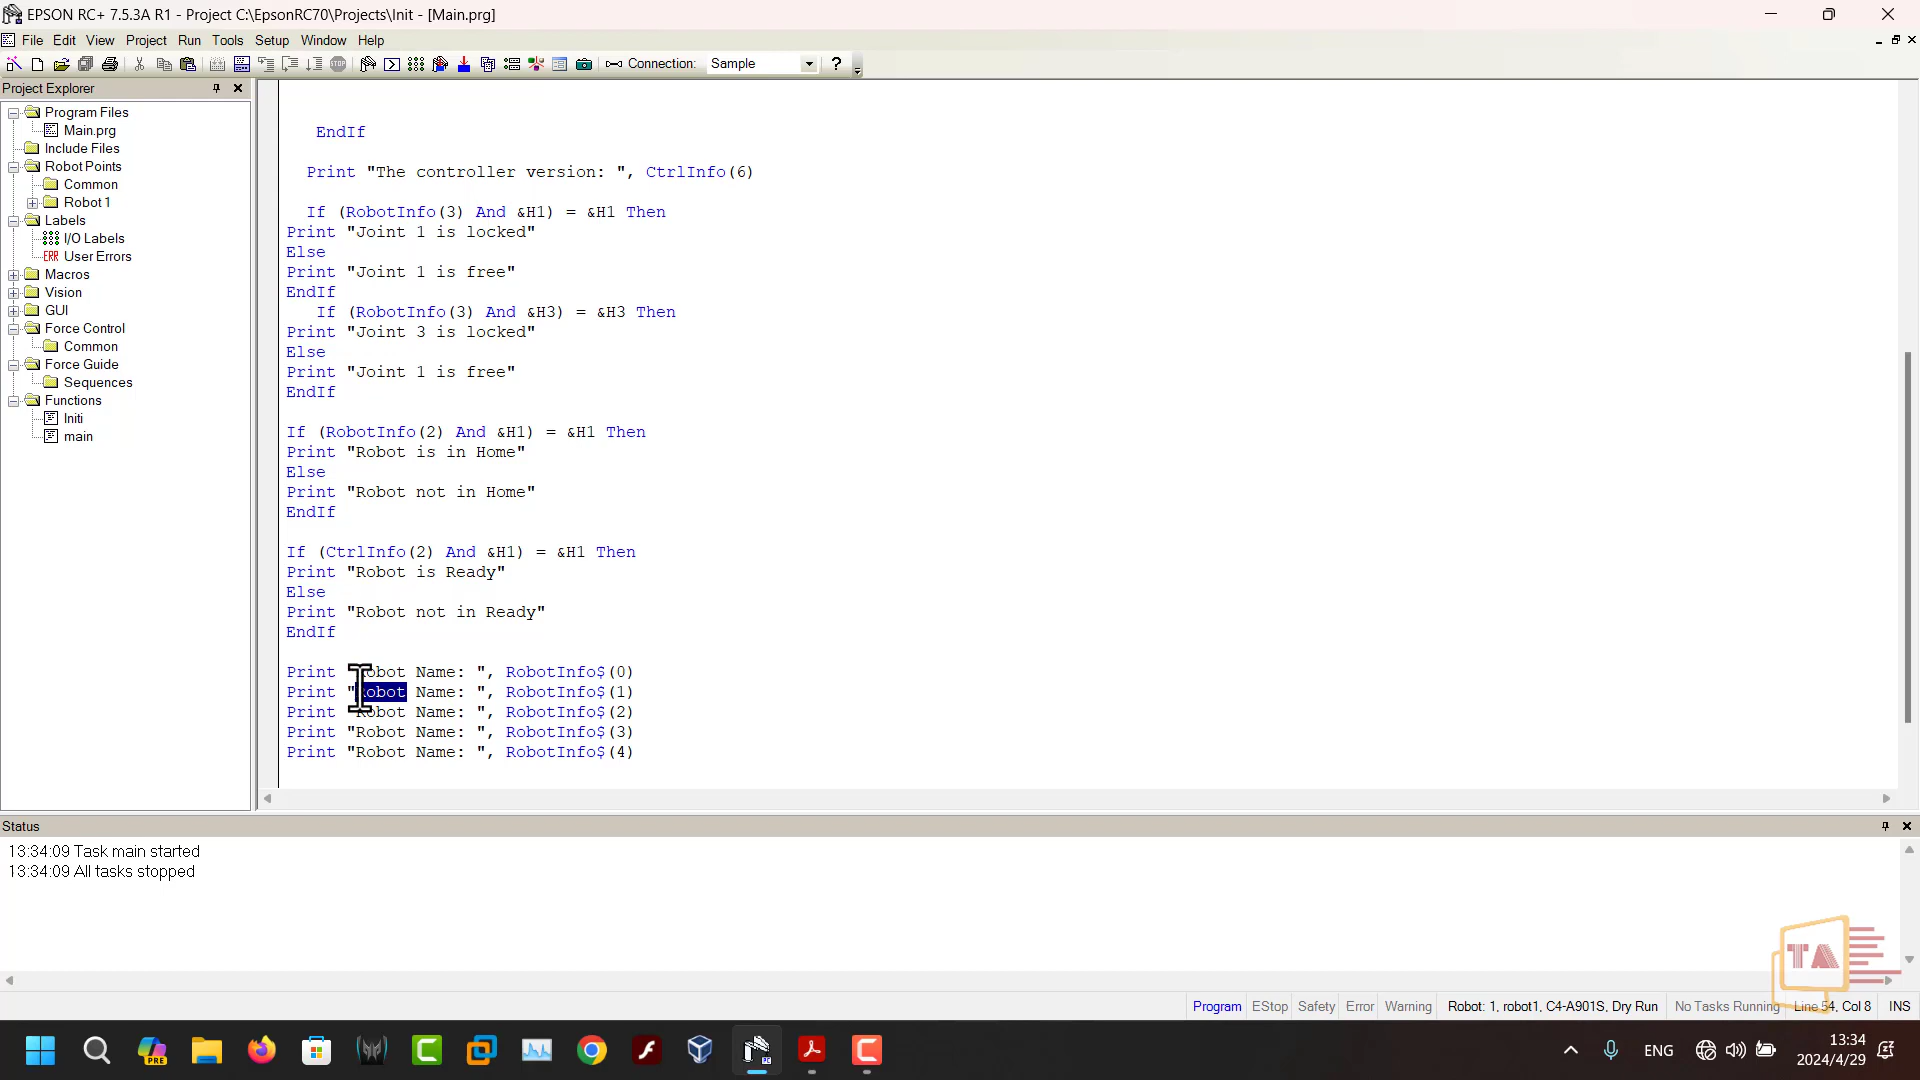 EPSON RC+ 7.5.3A R1 - Project C:\EpsonRC70\Projects\Init - [Main.prg]
File Edit View Project Run Tools Setup Window Help
STOP Connection: Sample ?
Project Explorer
Program Files
Main.prg
Include Files
Robot Points
Common
Robot 1
Labels
I/O Labels
ERR User Errors
Macros
Vision
GUI
Force Control
Common
Force Guide
Sequences
Functions
Initi
main
EndIf
Print "The controller version: ", CtrlInfo(6)
If (RobotInfo(3) And &H1) = &H1 Then
Print "Joint 1 is locked"
Else
Print "Joint 1 is free"
EndIf
If (RobotInfo(3) And &H3) = &H3 Then
Print "Joint 3 is locked"
Else
Print "Joint 1 is free"
EndIf
If (RobotInfo(2) And &H1) = &H1 Then
Print "Robot is in Home"
Else
Print "Robot not in Home"
EndIf
If (CtrlInfo(2) And &H1) = &H1 Then
Print "Robot is Ready"
Else
Print "Robot not in Ready"
EndIf
Print "Robot Name: ", RobotInfo$(0)
Print "Robot Name: ", RobotInfo$(1)
Print "Robot Name: ", RobotInfo$(2)
Print "Robot Name: ", RobotInfo$(3)
Print "Robot Name: ", RobotInfo$(4)
Status
13:34:09 Task main started
13:34:09 All tasks stopped
TA
Program EStop Safety Error Warning Robot: 1, robot1, C4-A901S, Dry Run No Tasks Running Line 54, Col 8 INS
PRE
ENG
13:34
2024/4/29